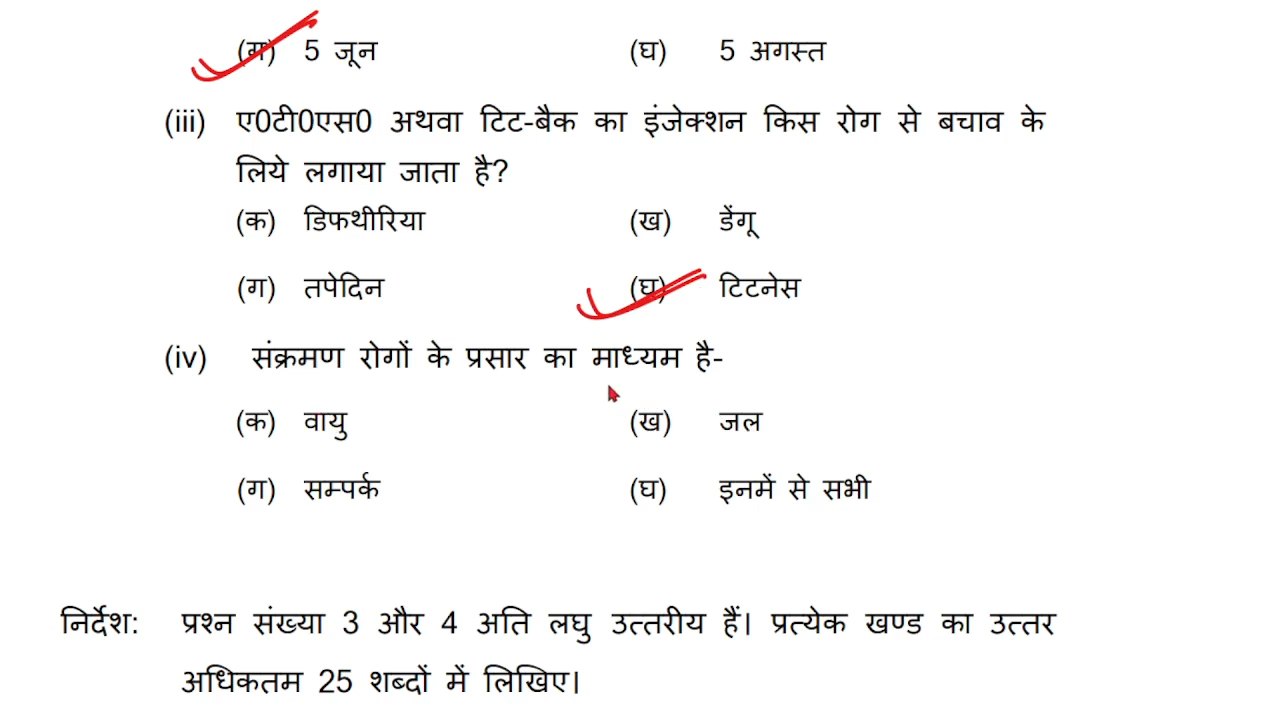 (ग) 5 जून (घ) 5 अगस्त
(iii) ए0टी0एस0 अथवा टिट-बैक का इंजेक्शन किस रोग से बचाव के
लिये लगाया जाता है?
(क) डिफथीरिया (ख) डेंगू
(ग) तपेदिन (घ) टिटनेस
(iv) संक्रमण रोगों के प्रसार का माध्यम है-
(क) वायु (ख) जल
(ग) सम्पर्क (घ) इनमें से सभी
निर्देश: प्रश्न संख्या 3 और 4 अति लघु उत्तरीय हैं। प्रत्येक खण्ड का उत्तर
अधिकतम 25 शब्दों में लिखिए।